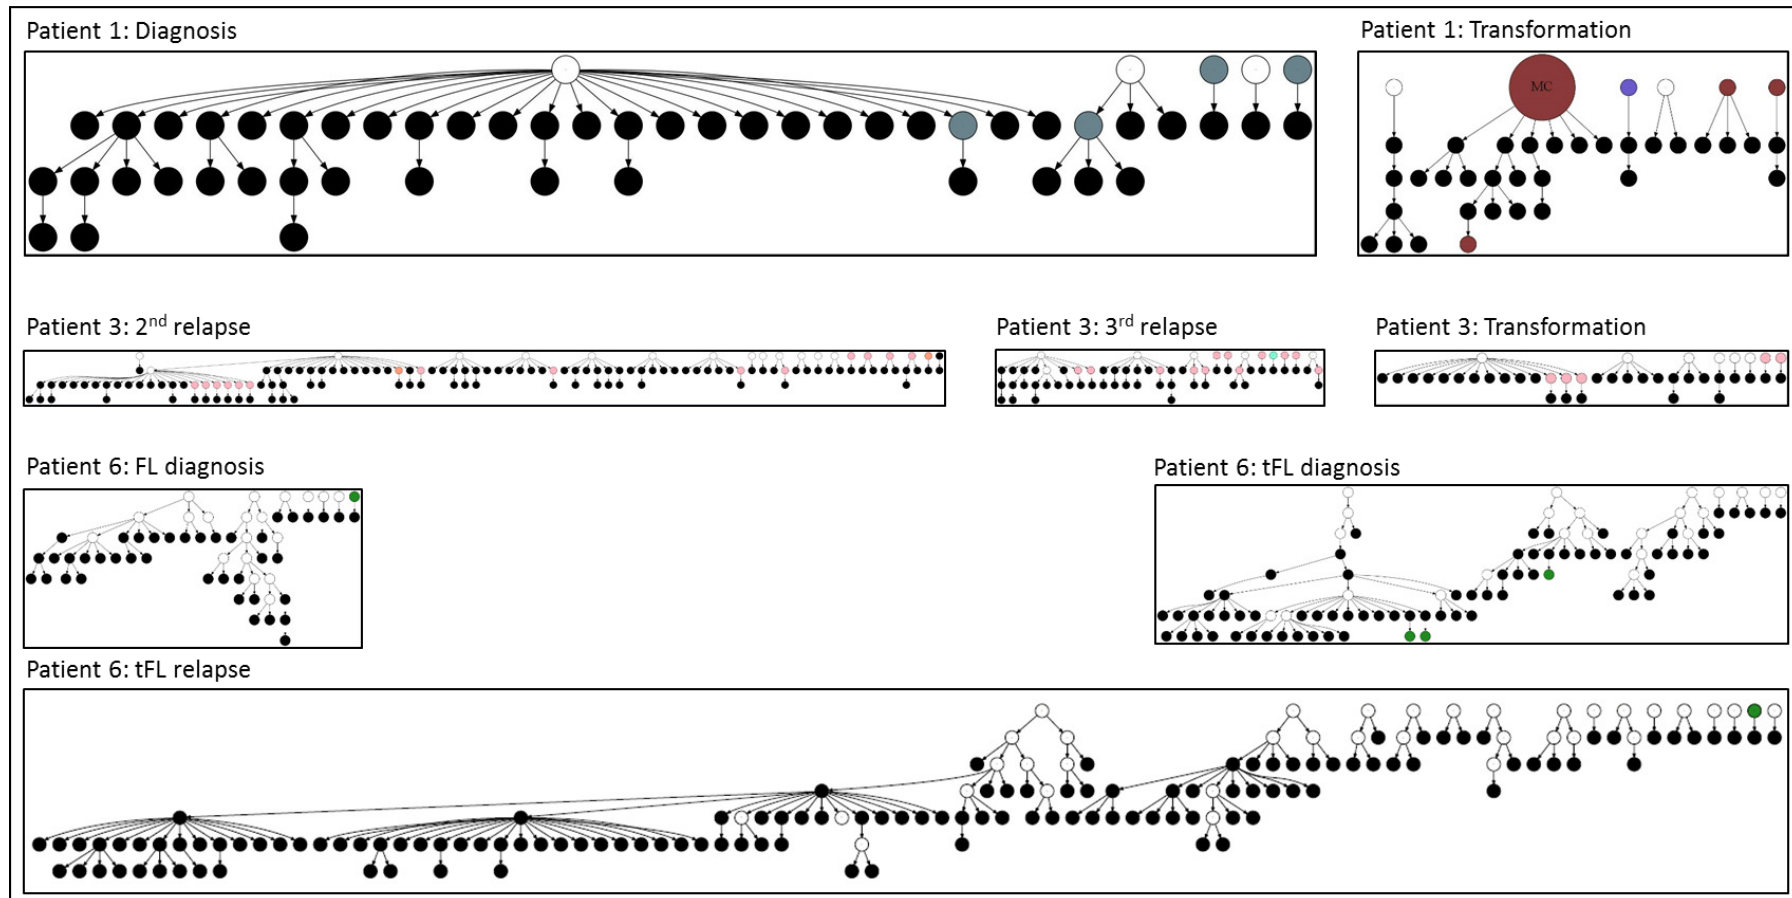 Patient 1: Diagnosis
Patient 1: Transformation
MC
Patient 3: 2nd relapse
Patient 3: 3rd relapse
Patient 3: Transformation
Patient 6: FL diagnosis
Patient 6: tFL diagnosis
Patient 6: tFL relapse